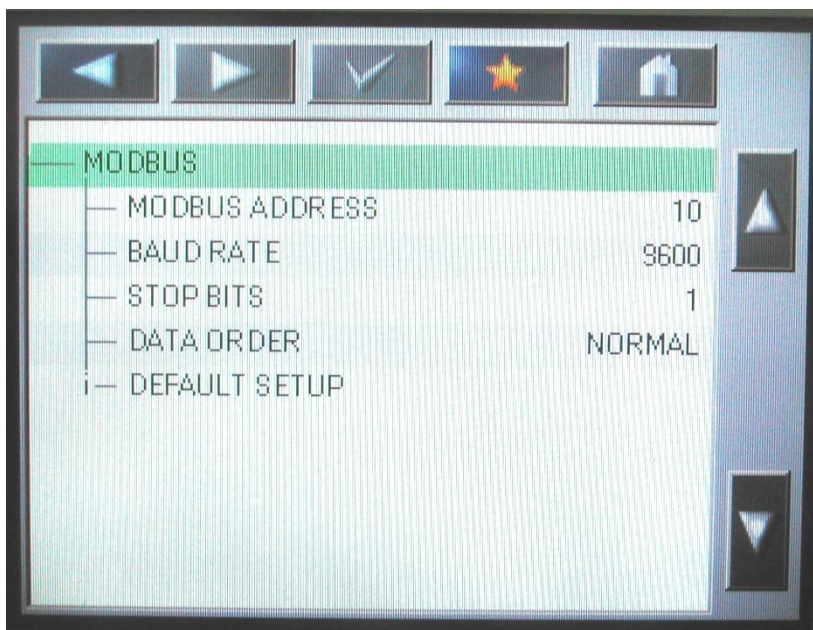 MODBUS
MODBUS ADDRESS 10
BAUD RATE 9600
STOP BITS 1
DATA ORDER NORMAL
DEFAULT SETUP